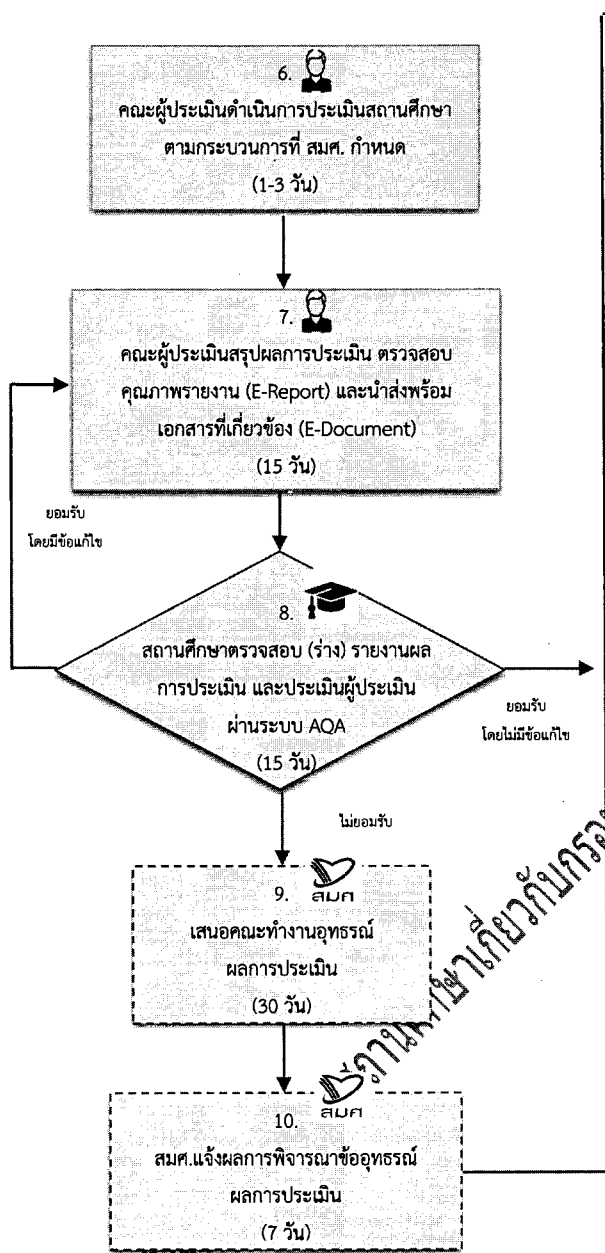 6.
คณะผู้ประเมินดำเนินการประเมินสถานศึกษา
ตามกระบวนการที่ สมศ. กำหนด
(1-3 วัน)
7.
คณะผู้ประเมินสรุปผลการประเมิน ตรวจสอบ
คุณภาพรายงาน (E-Report) และนำส่งพร้อม
เอกสารที่เกี่ยวข้อง (E-Document)
(15 วัน)
ยอมรับ
โดยมีข้อแก้ไข
8.
สถานศึกษาตรวจสอบ (ร่าง) รายงานผล
การประเมิน และประเมินผู้ประเมิน
ผ่านระบบ AQA
(15 วัน)
ยอมรับ
โดยไม่มีข้อแก้ไข
ไม่ยอมรับ
สมศ
9.
เสนอคณะทำงานอุทธรณ์
ผลการประเมิน
(30 วัน)
สมศ
10.
สมศ.แจ้งผลการพิจารณาข้ออุทธรณ์
ผลการประเมิน
(7 วัน)
เกี่ยวกับกรอบ